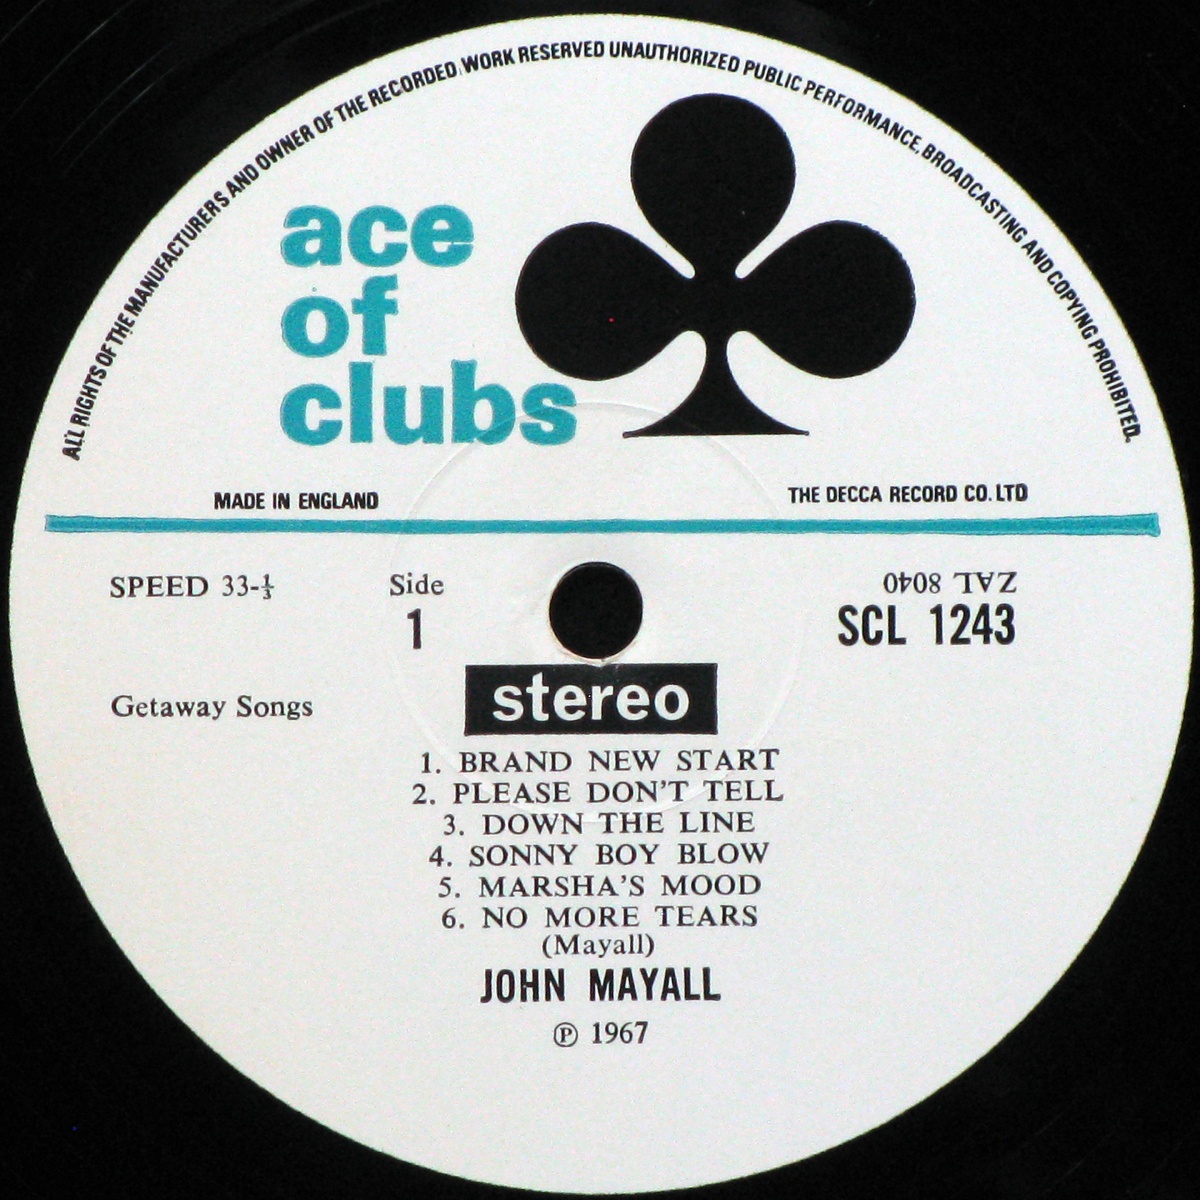 ALL RIGHTS OF THE MANUFACTURERS AND OWNER OF THE RECORDED WORK RESERVED UNAUTHORIZED PUBLIC PERFORMANCE, BROADCASTING AND COPYING PROHIBITED.
ace
of
clubs
MADE IN ENGLAND
THE DECCA RECORD CO. LTD
SPEED 33-⅓
Side
1
ZAL 8040
SCL 1243
Getaway Songs
stereo
1. BRAND NEW START
2. PLEASE DON'T TELL
3. DOWN THE LINE
4. SONNY BOY BLOW
5. MARSHA'S MOOD
6. NO MORE TEARS
(Mayall)
JOHN MAYALL
℗ 1967